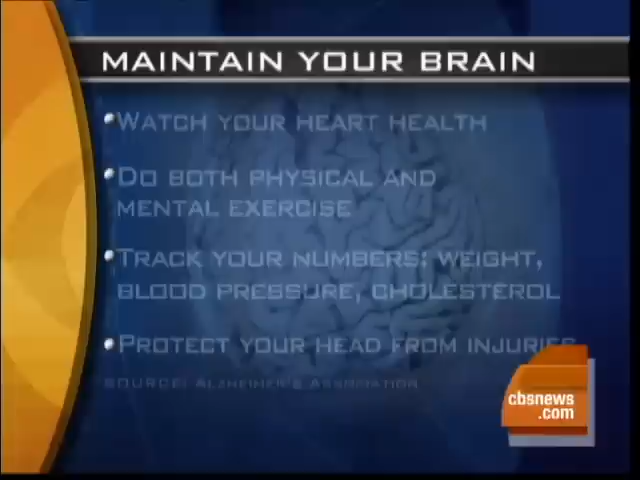 MAINTAIN YOUR BRAIN
WATCH YOUR HEART HEALTH
DO BOTH PHYSICAL AND
MENTAL EXERCISE
TRACK YOUR NUMBERS: WEIGHT,
BLOOD PRESSURE, CHOLESTEROL
PROTECT YOUR HEAD FROM INJURIES
SOURCE: ALZHEIMER'S ASSOCIATION
cbsnews
.com